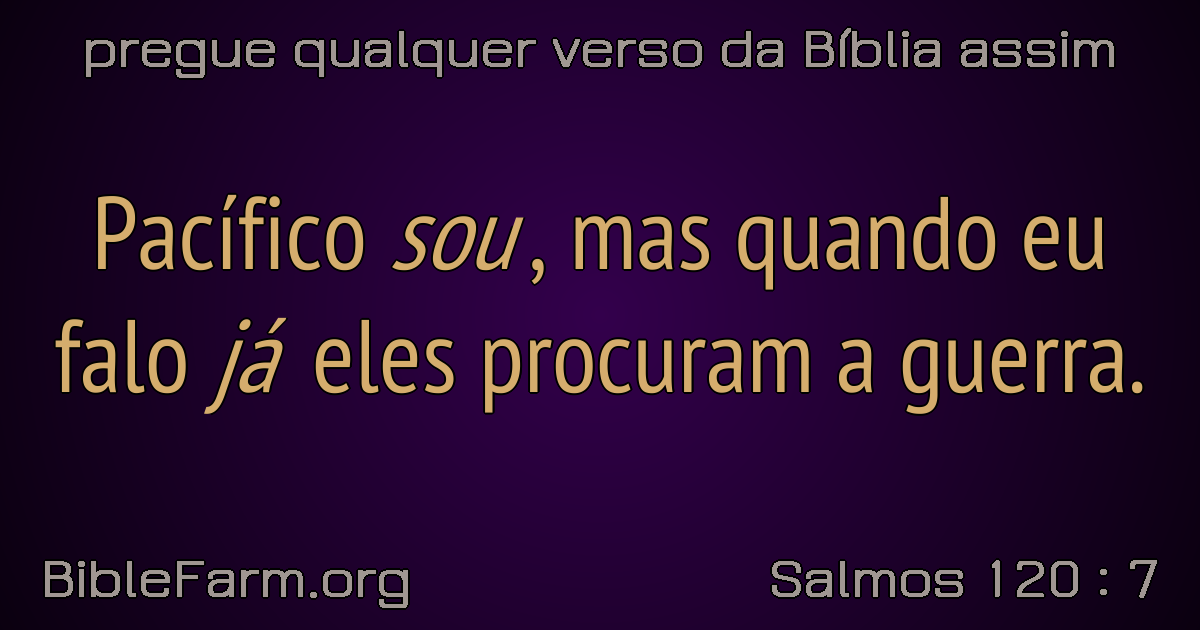 pregue qualquer verso da Bíblia assim
Pacífico sou, mas quando eu
falo já eles procuram a guerra.
BibleFarm.org
Salmos 120 : 7